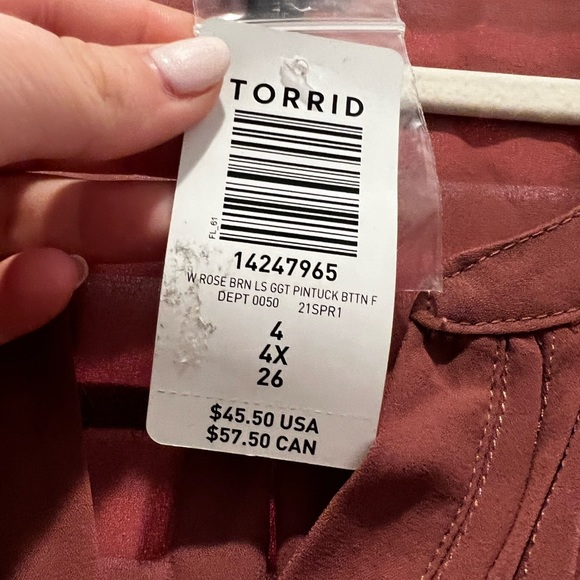 TORRID
FL_61
14247965
W ROSE BRN LS GGT PINTUCK BTTN F
DEPT 0050 21SPR1
4
4X
26
$45.50 USA
$57.50 CAN